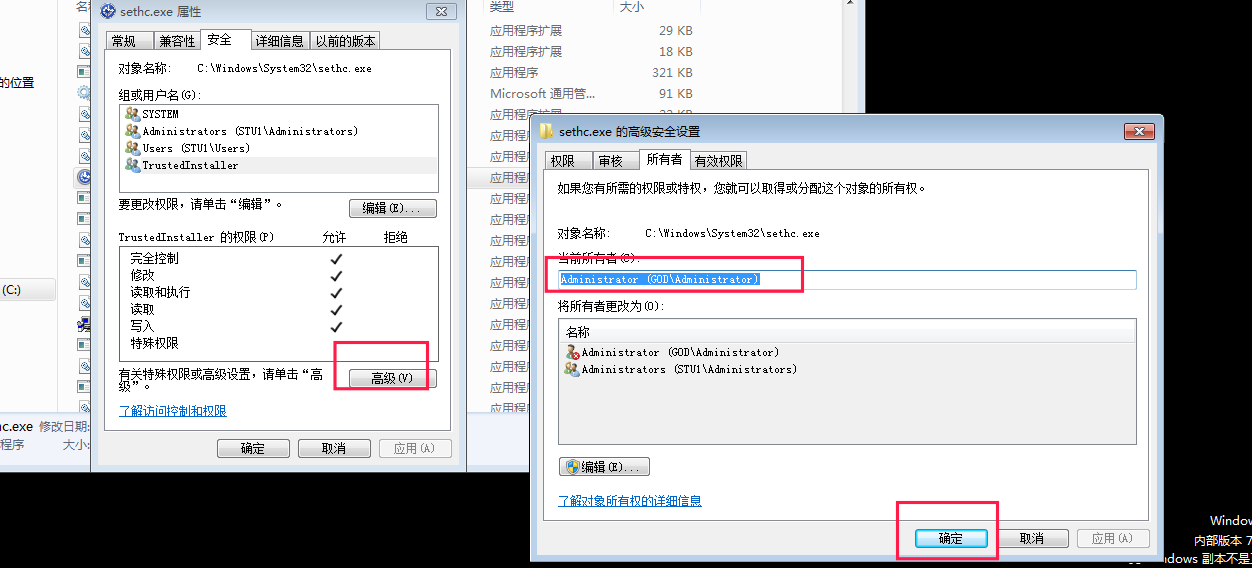 sethc.exe 属性
常规 兼容性 安全 详细信息 以前的版本
对象名称: C:\Windows\System32\sethc.exe
组或用户名(G):
SYSTEM
Administrators (STU1\Administrators)
Users (STU1\Users)
TrustedInstaller
要更改权限，请单击“编辑”。
编辑(E)...
TrustedInstaller 的权限(P) 允许 拒绝
完全控制
修改
读取和执行
读取
写入
特殊权限
有关特殊权限或高级设置，请单击“高级”。
高级(V)
了解访问控制和权限
确定 取消 应用(A)
的位置
(C:)
hc.exe 修改日期:
程序 大小:
类型 大小
应用程序扩展 29 KB
应用程序扩展 18 KB
应用程序 321 KB
Microsoft 通用管... 91 KB
应用程序扩展
sethc.exe 的高级安全设置
权限 审核 所有者 有效权限
如果您有所需的权限或特权，您就可以取得或分配这个对象的所有权。
对象名称: C:\Windows\System32\sethc.exe
当前所有者(C):
Administrator (GOD\Administrator)
将所有者更改为(O):
名称
Administrator (GOD\Administrator)
Administrators (STU1\Administrators)
编辑(E)...
了解对象所有权的详细信息
确定 取消 应用(A)
Window
内部版本 7
ndows 副本不是